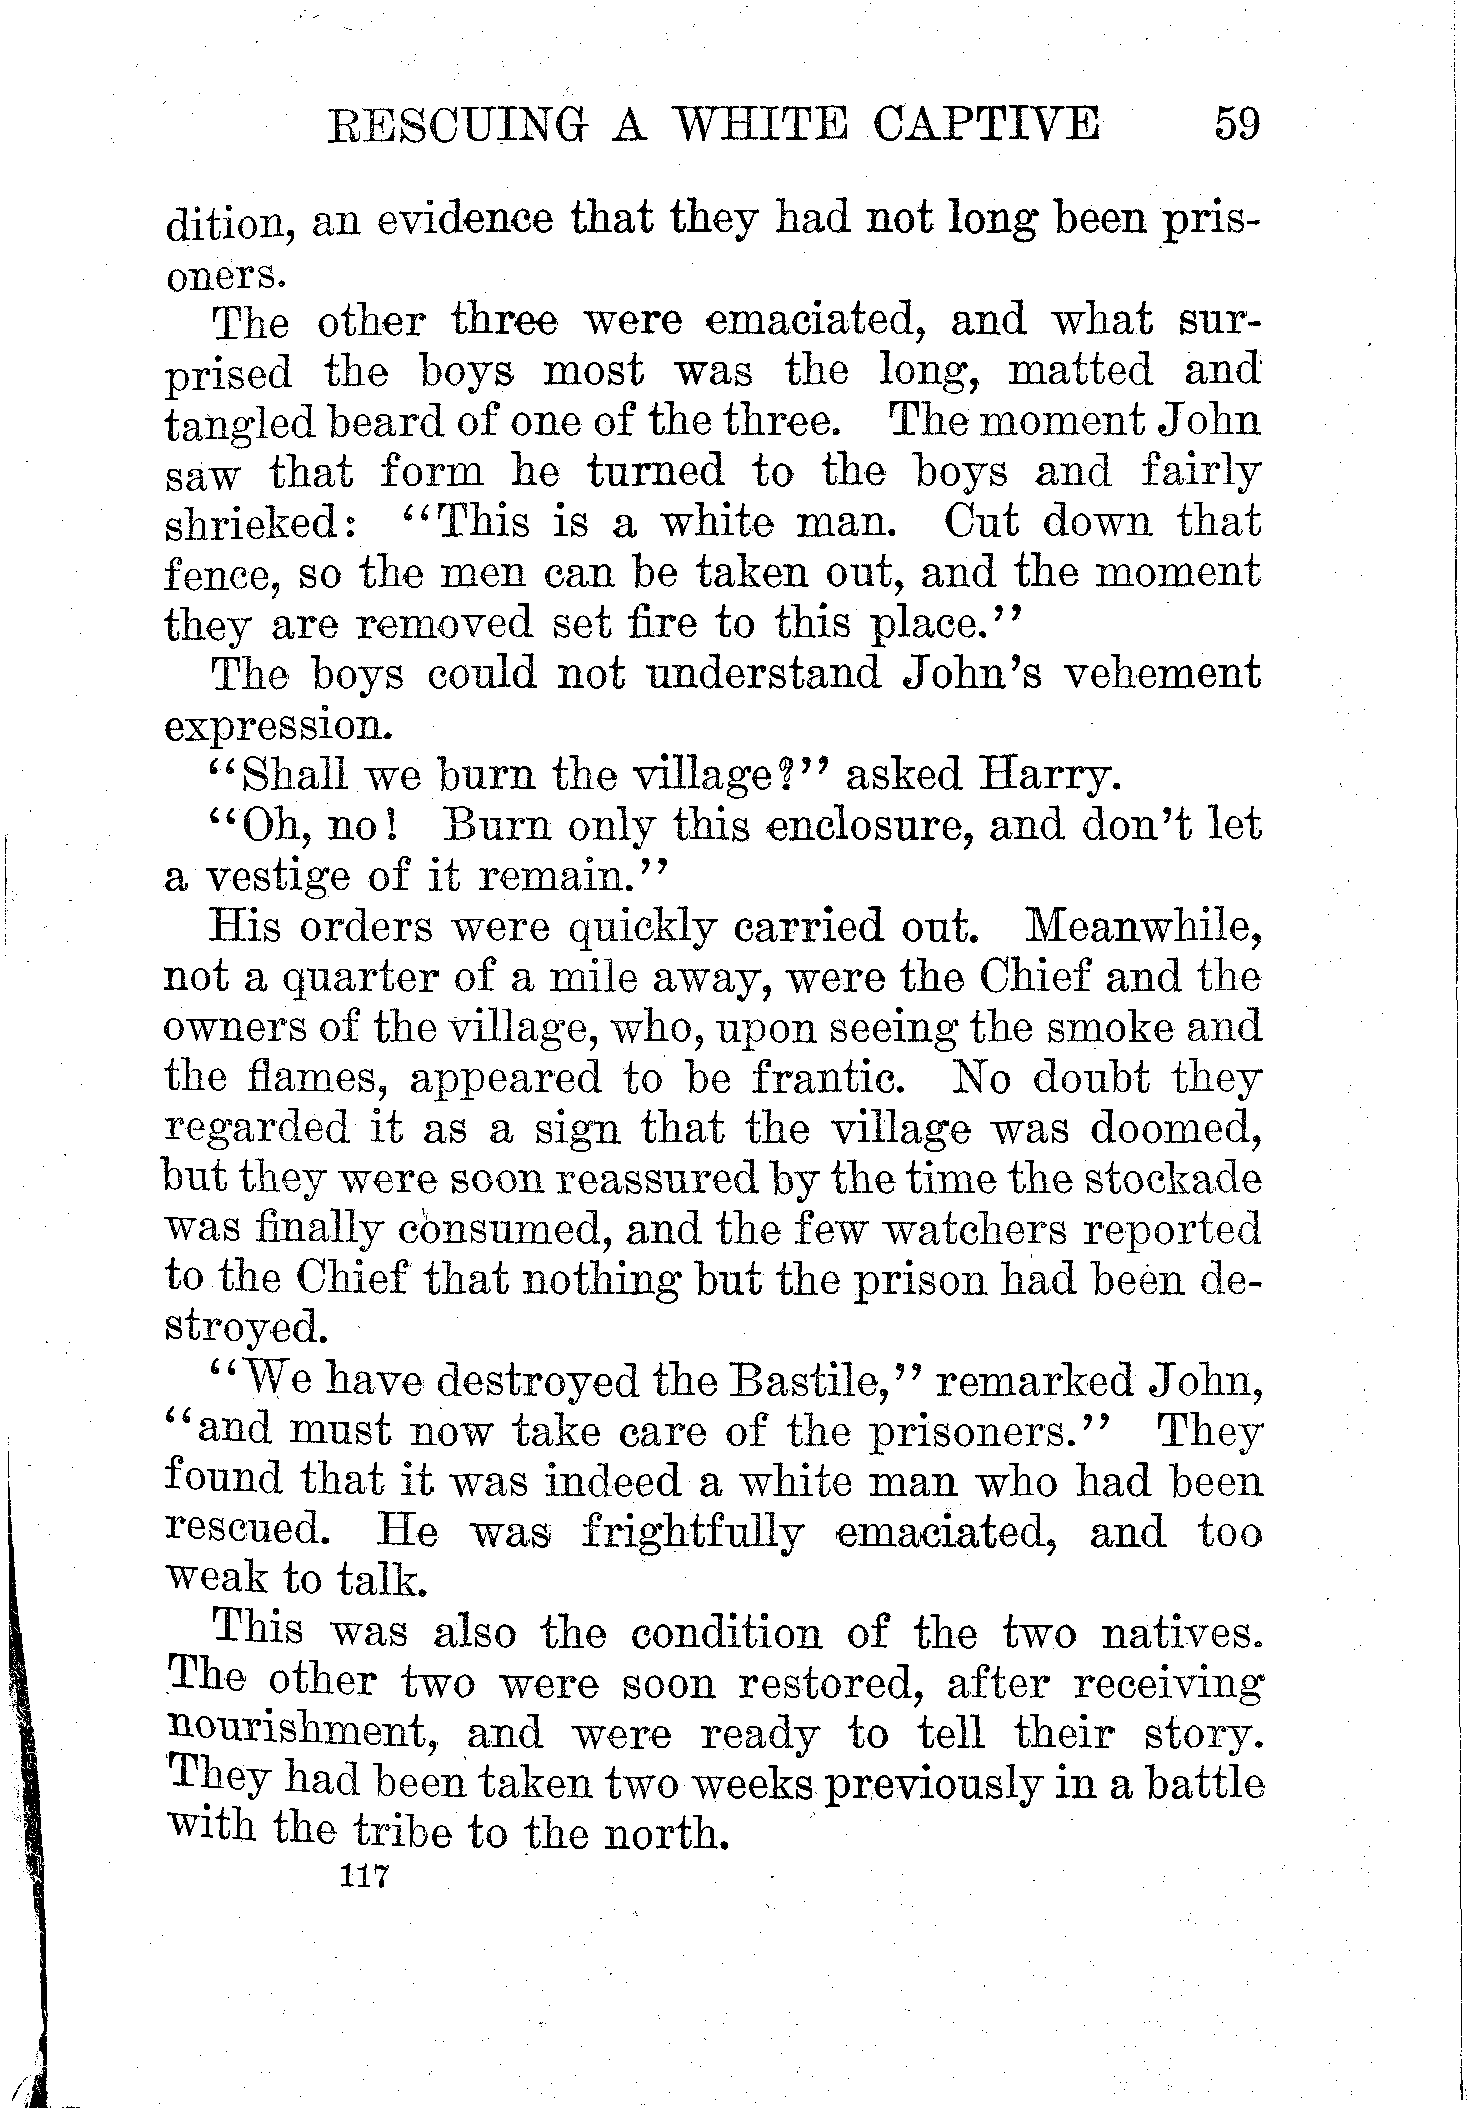 RESCUING A WHITE CAPTIVE 59
dition, an evidence that they had not long been pris-
oners.
The other three were emaciated, and what sur-
prised the boys most was the long, matted and
tangled beard of one of the three. The moment John
saw that form he turned to the boys and fairly
shrieked: "This is a white man. Cut down that
fence, so the men can be taken out, and the moment
they are removed set fire to this place."
The boys could not understand John's vehement
expression.
"Shall we burn the village?" asked Harry.
"Oh, no! Burn only this enclosure, and don't let
a vestige of it remain."
His orders were quickly carried out. Meanwhile,
not a quarter of a mile away, were the Chief and the
owners of the village, who, upon seeing the smoke and
the flames, appeared to be frantic. No doubt they
regarded it as a sign that the village was doomed,
but they were soon reassured by the time the stockade
was finally consumed, and the few watchers reported
to the Chief that nothing but the prison had been de-
stroyed.
"We have destroyed the Bastile," remarked John,
"and must now take care of the prisoners." They
found that it was indeed a white man who had been
rescued. He was frightfully emaciated, and too
weak to talk.
This was also the condition of the two natives.
The other two were soon restored, after receiving
nourishment, and were ready to tell their story.
They had been taken two weeks previously in a battle
with the tribe to the north.
117